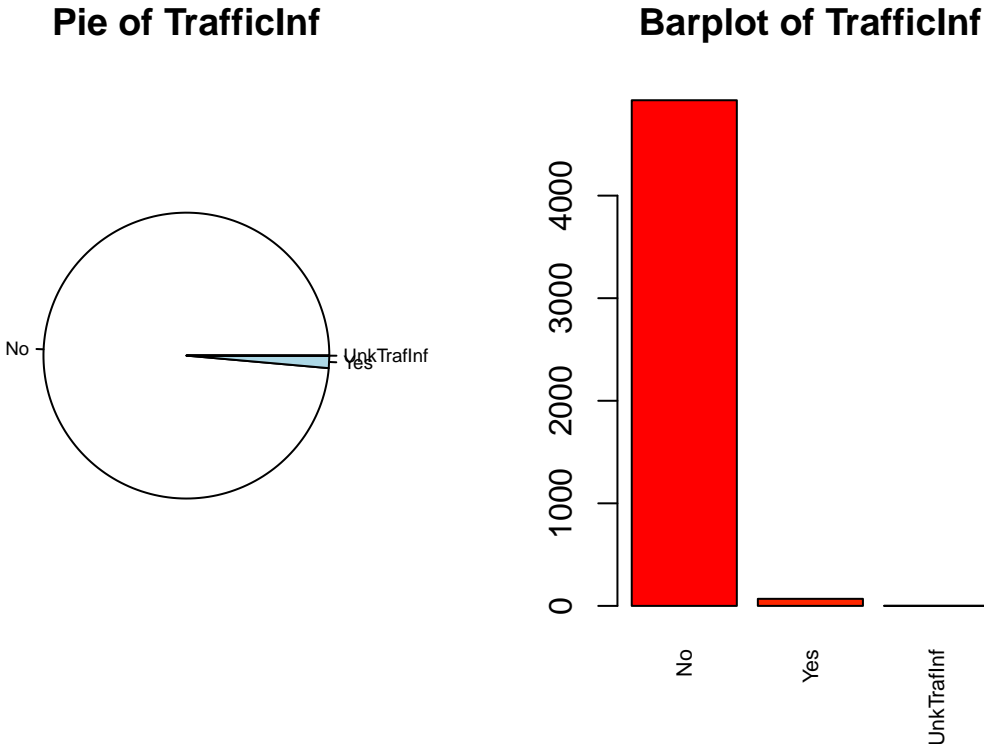 Pie of TrafficInf
No
UnkTrafInf
Yes
Barplot of TrafficInf
4000
3000
2000
1000
0
No
Yes
UnkTrafInf